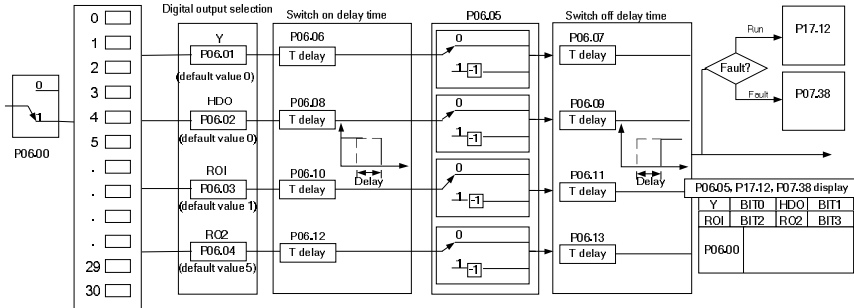 0
1
2
3
4
5
.
.
.
.
29
30
0
1
P06.00
Digital output selection
Y
P06.01
(default value 0)
HDO
P06.02
(default value 0)
ROI
P06.03
(default value 1)
RO2
P06.04
(default value 5)
Switch on delay time
P06.06
T delay
P06.08
T delay
Delay
P06.10
T delay
P06.12
T delay
P06.05
0
1 -1
0
1 -1
0
1 -1
0
1 -1
Switch off delay time
P06.07
T delay
P06.09
T delay
Delay
P06.11
T delay
P06.13
T delay
Run
P17.12
Fault?
Fault
P07.38
P06.05, P17.12, P07.38 display
Y BIT0 HDO BIT1
ROI BIT2 RO2 BIT3
P06.00